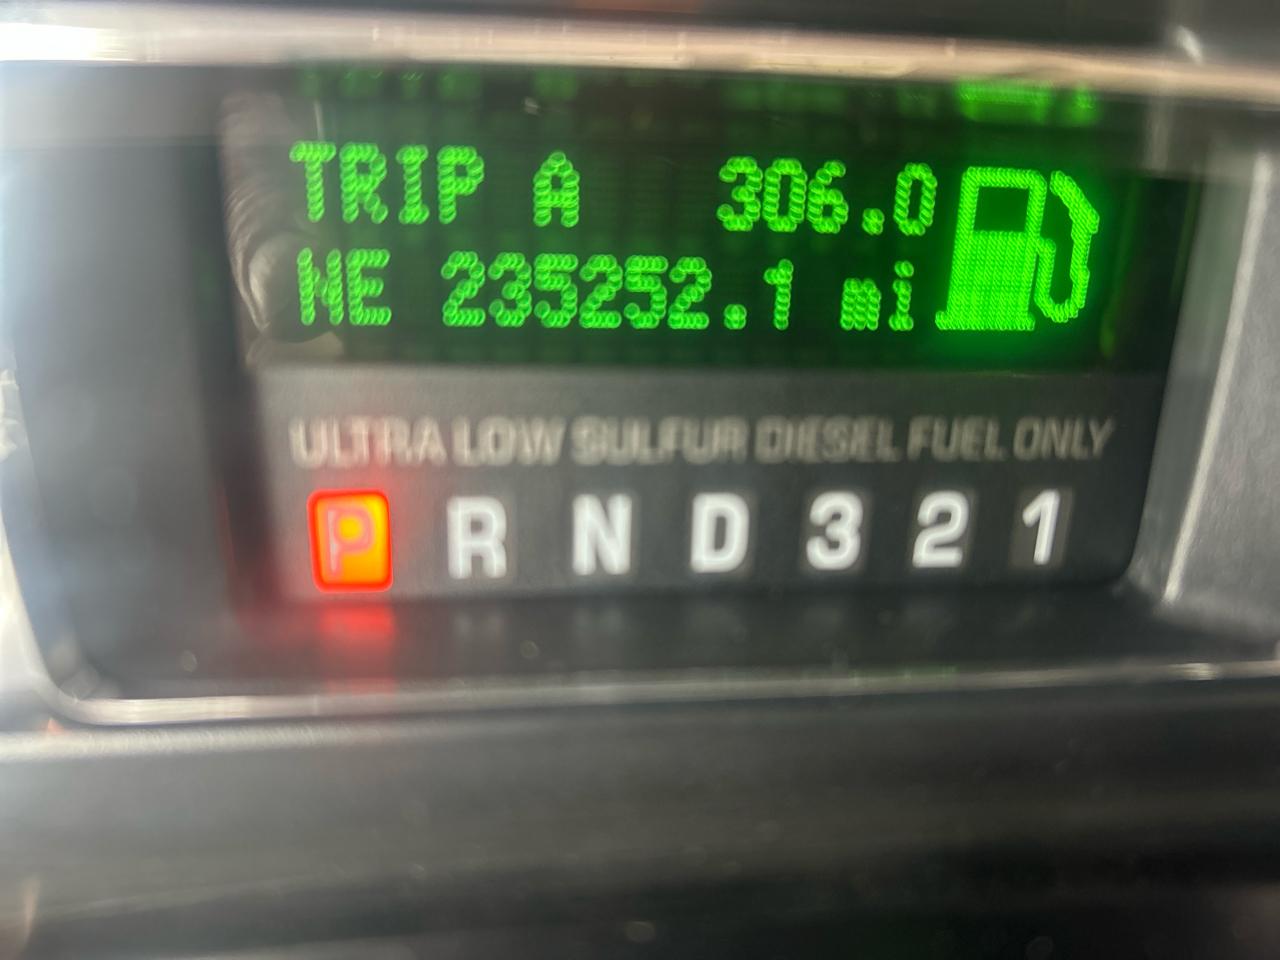 TRIP A 306.0
NE 235252.1 mi
ULTRA LOW SULFUR DIESEL FUEL ONLY
P R N D 3 2 1